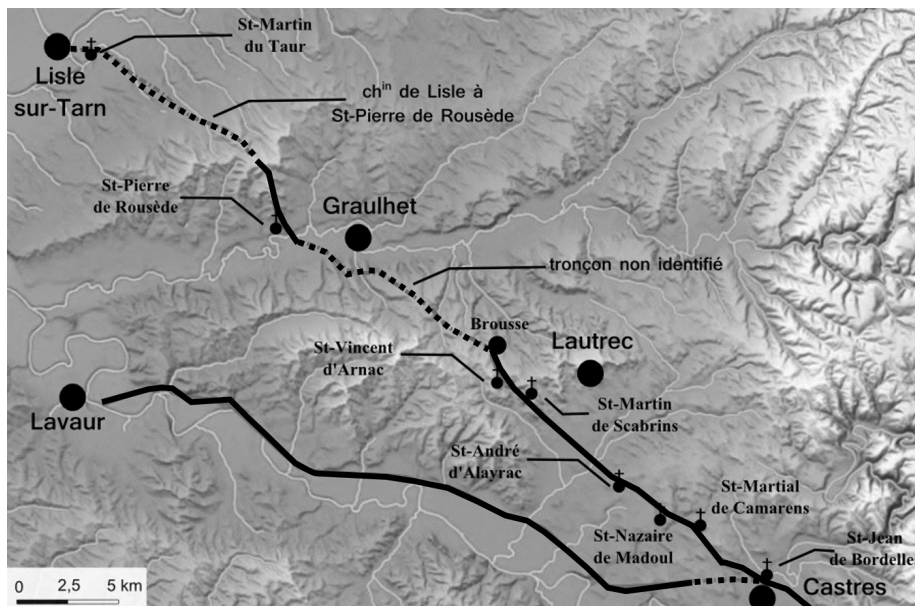 St-Martin
du Taur
Lisle
sur-Tarn
chin de Lisle à
St-Pierre de Rousède
St-Pierre
de Rousède
Graulhet
tronçon non identifié
Brousse
Lautrec
St-Vincent
d'Arnac
Lavaur
St-Martin
de Scabrins
St-André
d'Alayrac
St-Martial
de Camarens
St-Nazaire
de Madoul
St-Jean
de Bordelle
Castres
0 2,5 5 km